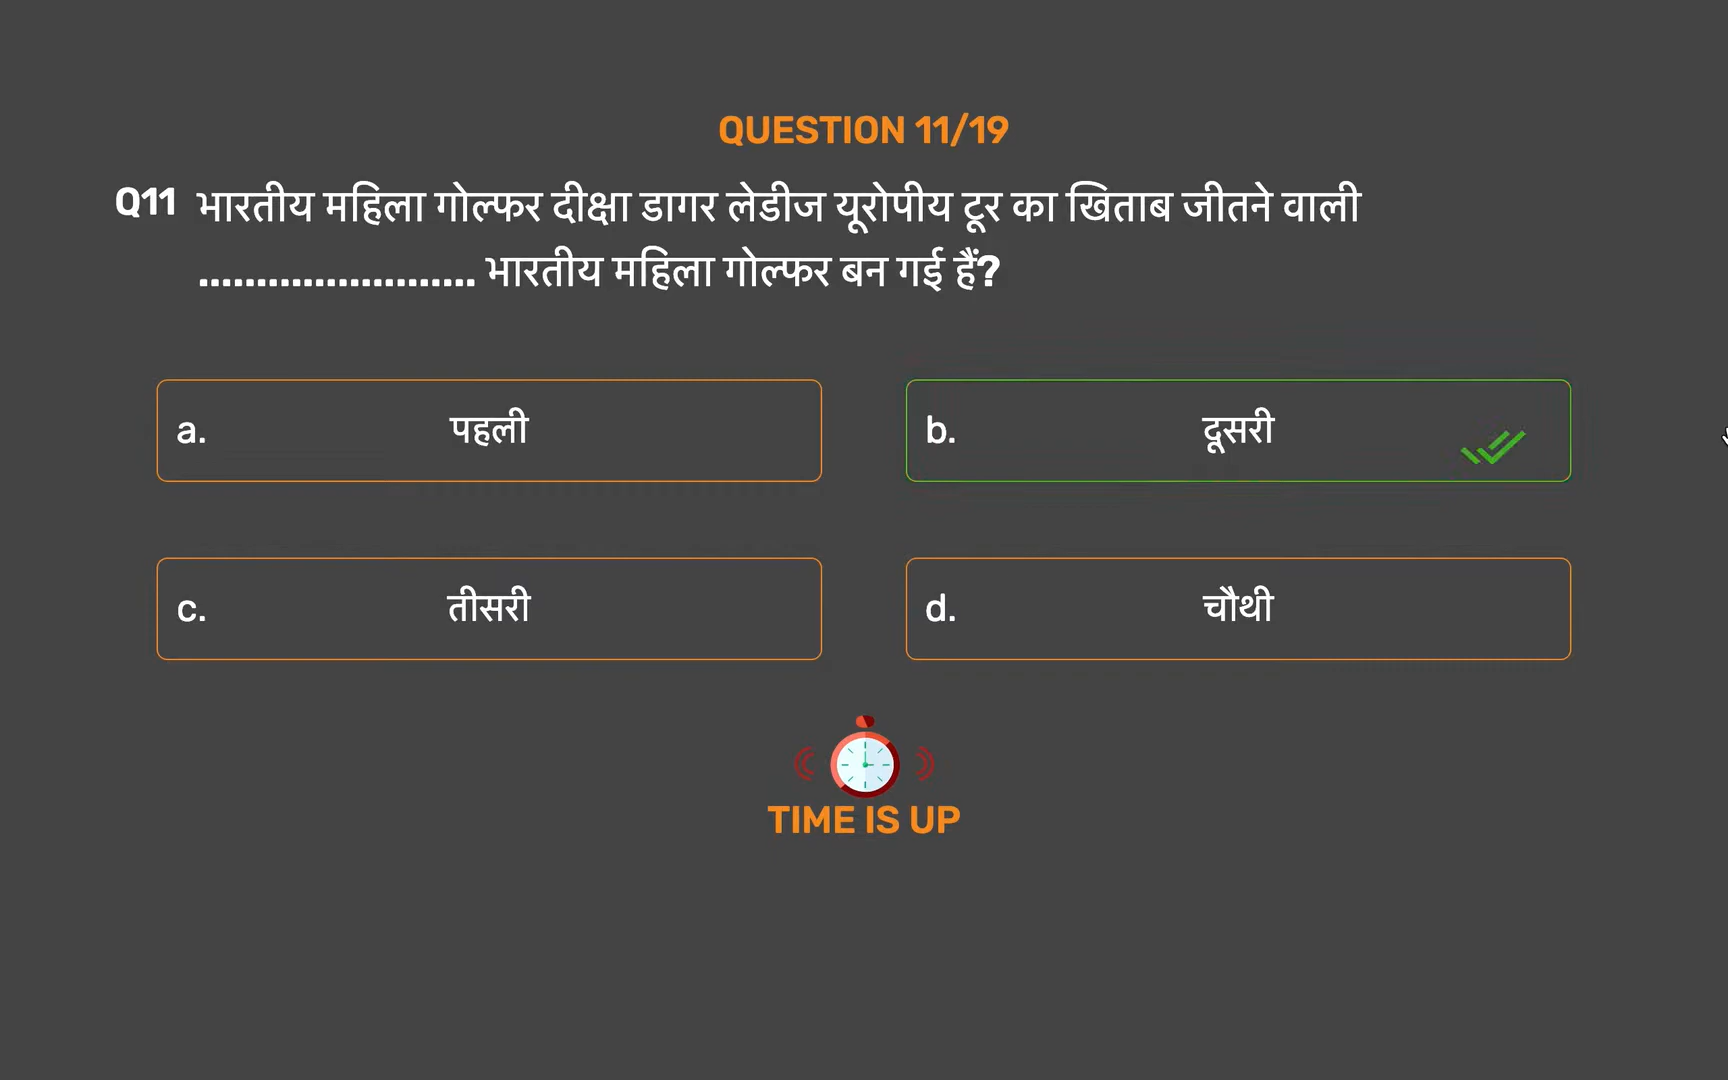 QUESTION 11/19
Q11 भारतीय महिला गोल्फर दीक्षा डागर लेडीज यूरोपीय टूर का खिताब जीतने वाली
........................ भारतीय महिला गोल्फर बन गई हैं?
a. पहली
b. दूसरी
c. तीसरी
d. चौथी
TIME IS UP